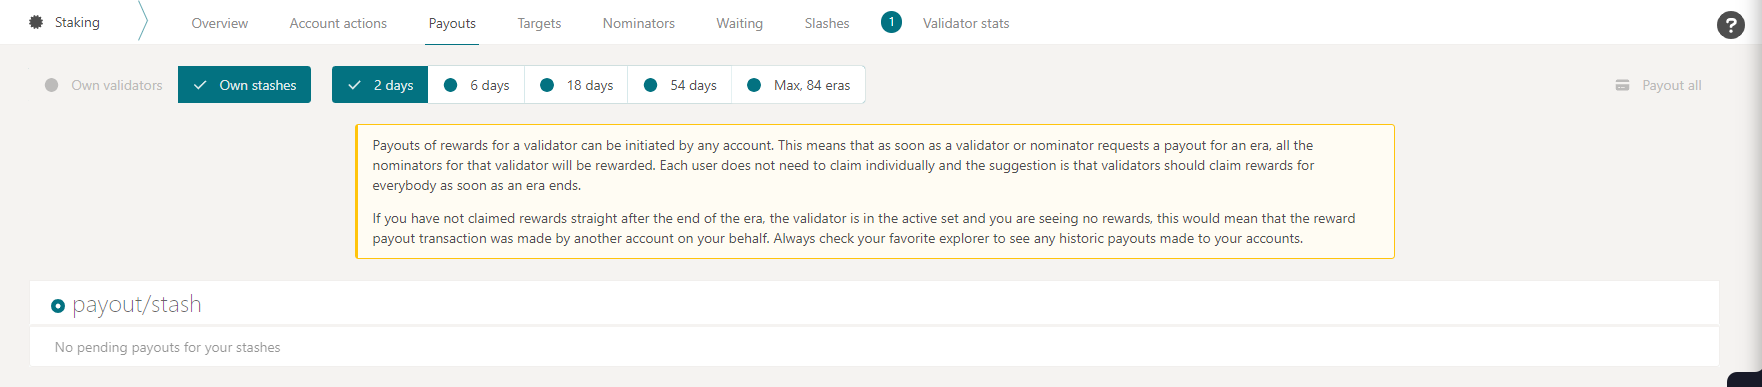 Staking
Overview
Account actions
Payouts
Targets
Nominators
Waiting
Slashes
1
Validator stats
?
Own validators
Own stashes
2 days
6 days
18 days
54 days
Max, 84 eras
Payout all
Payouts of rewards for a validator can be initiated by any account. This means that as soon as a validator or nominator requests a payout for an era, all the
nominators for that validator will be rewarded. Each user does not need to claim individually and the suggestion is that validators should claim rewards for
everybody as soon as an era ends.
If you have not claimed rewards straight after the end of the era, the validator is in the active set and you are seeing no rewards, this would mean that the reward
payout transaction was made by another account on your behalf. Always check your favorite explorer to see any historic payouts made to your accounts.
payout/stash
No pending payouts for your stashes